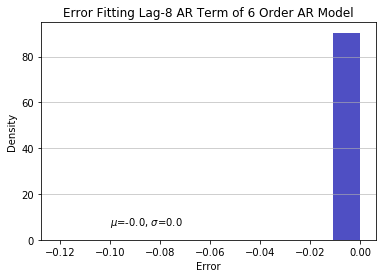 Error Fitting Lag-8 AR Term of 6 Order AR Model
Density
80
60
40
20
0
μ=-0.0, σ=0.0
−0.12 −0.10 −0.08 −0.06 −0.04 −0.02 0.00
Error